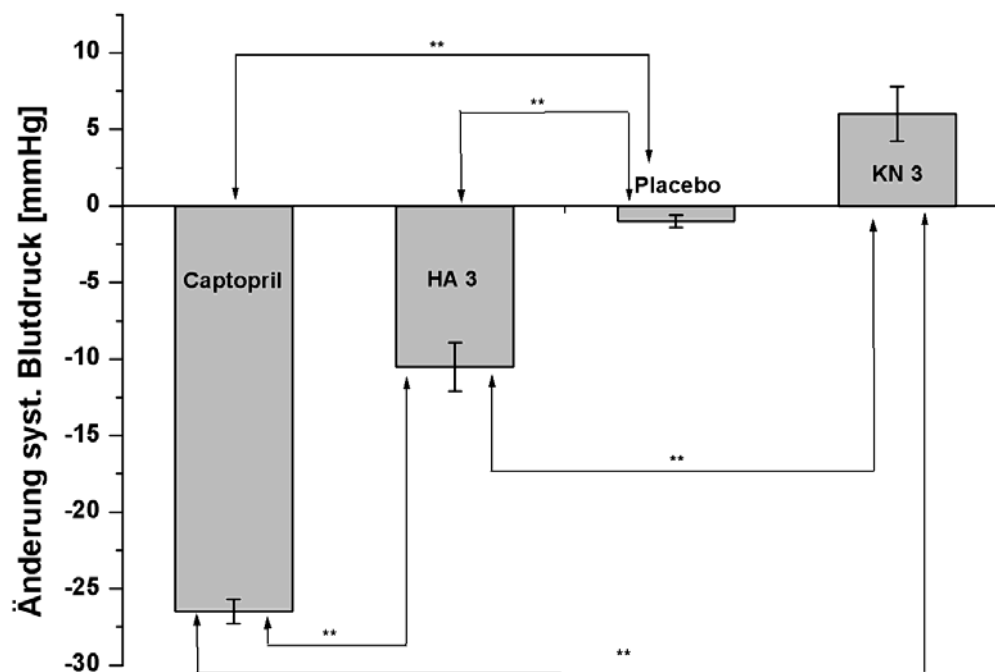 Änderung syst. Blutdruck [mmHg]
10
5
0
-5
-10
-15
-20
-25
-30
**
**
Placebo
KN 3
Captopril
HA 3
**
**
**